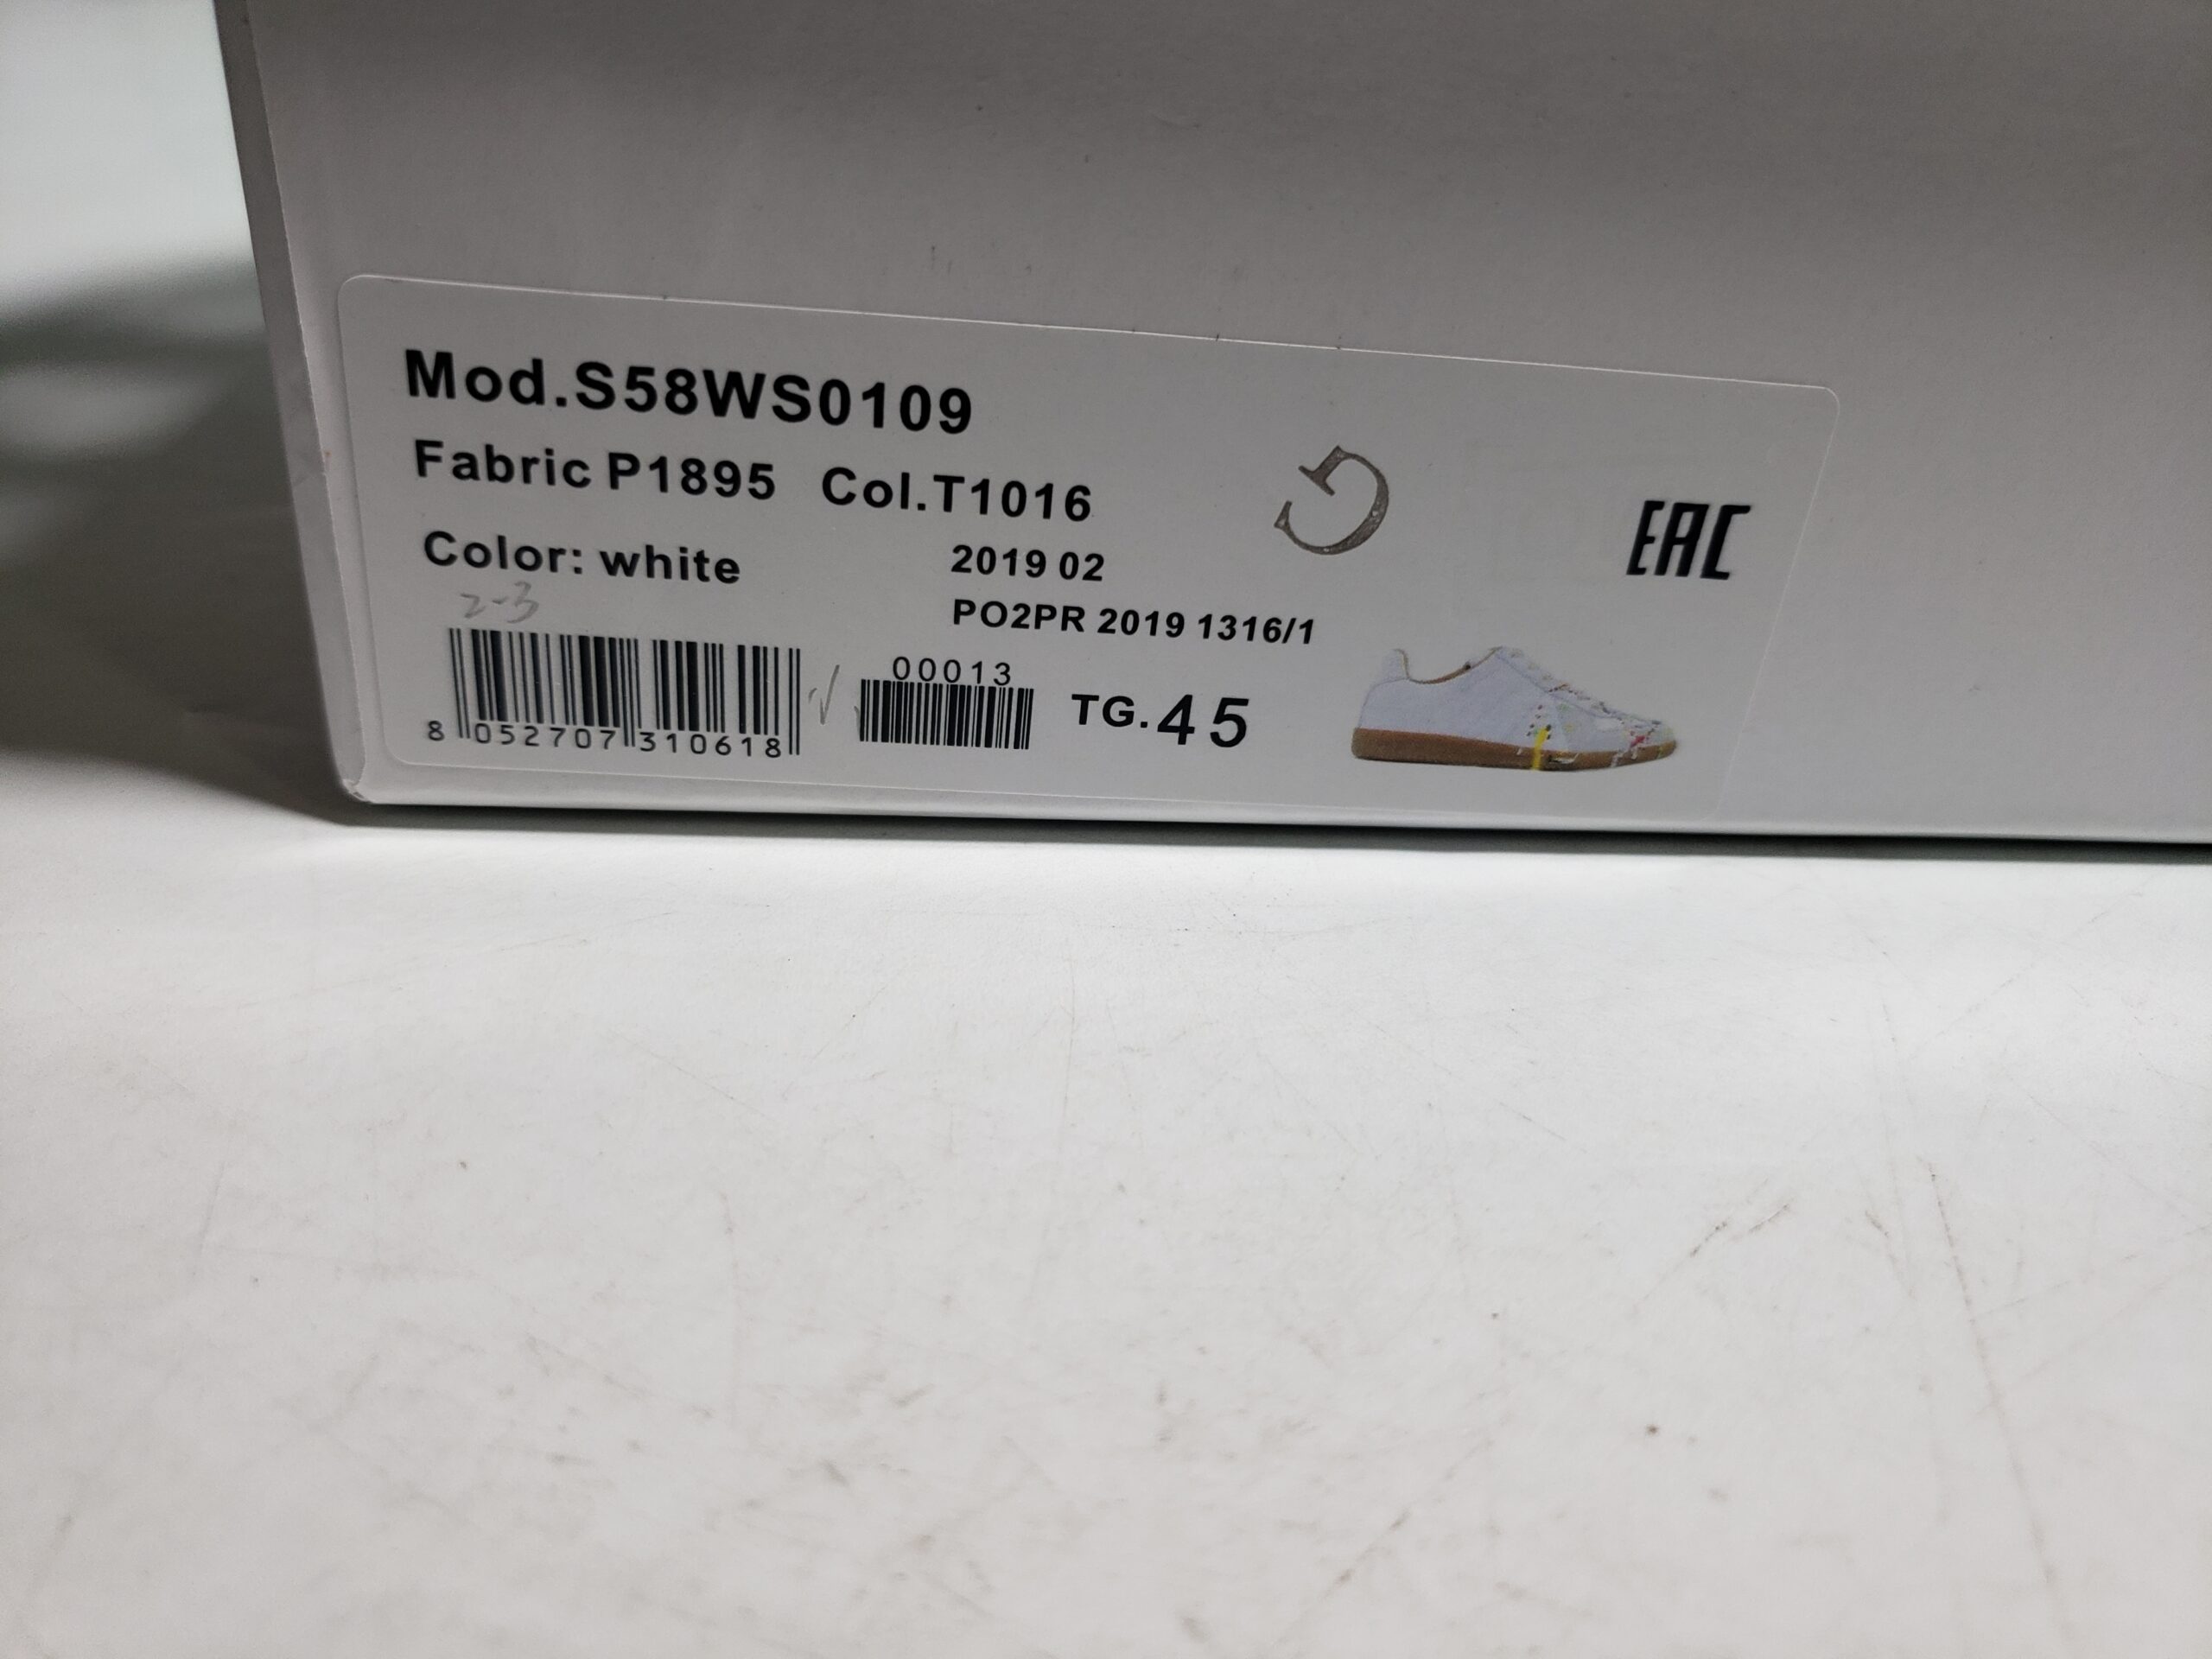 Mod.S58WS0109
Fabric P1895 Col.T1016
G
EAC
Color: white
2019 02
2-3
PO2PR 2019 1316/1
00013
TG.45
8 052707 310618